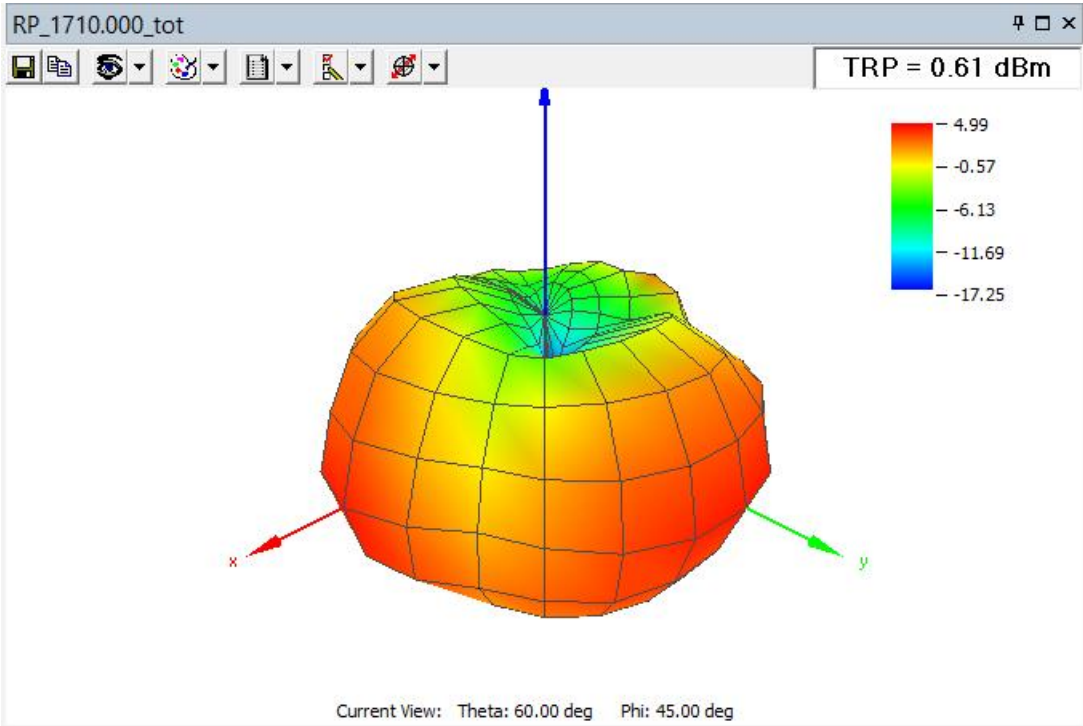 RP_1710.000_tot
TRP = 0.61 dBm
4.99
-0.57
-6.13
-11.69
-17.25
x
y
Current View: Theta: 60.00 deg Phi: 45.00 deg